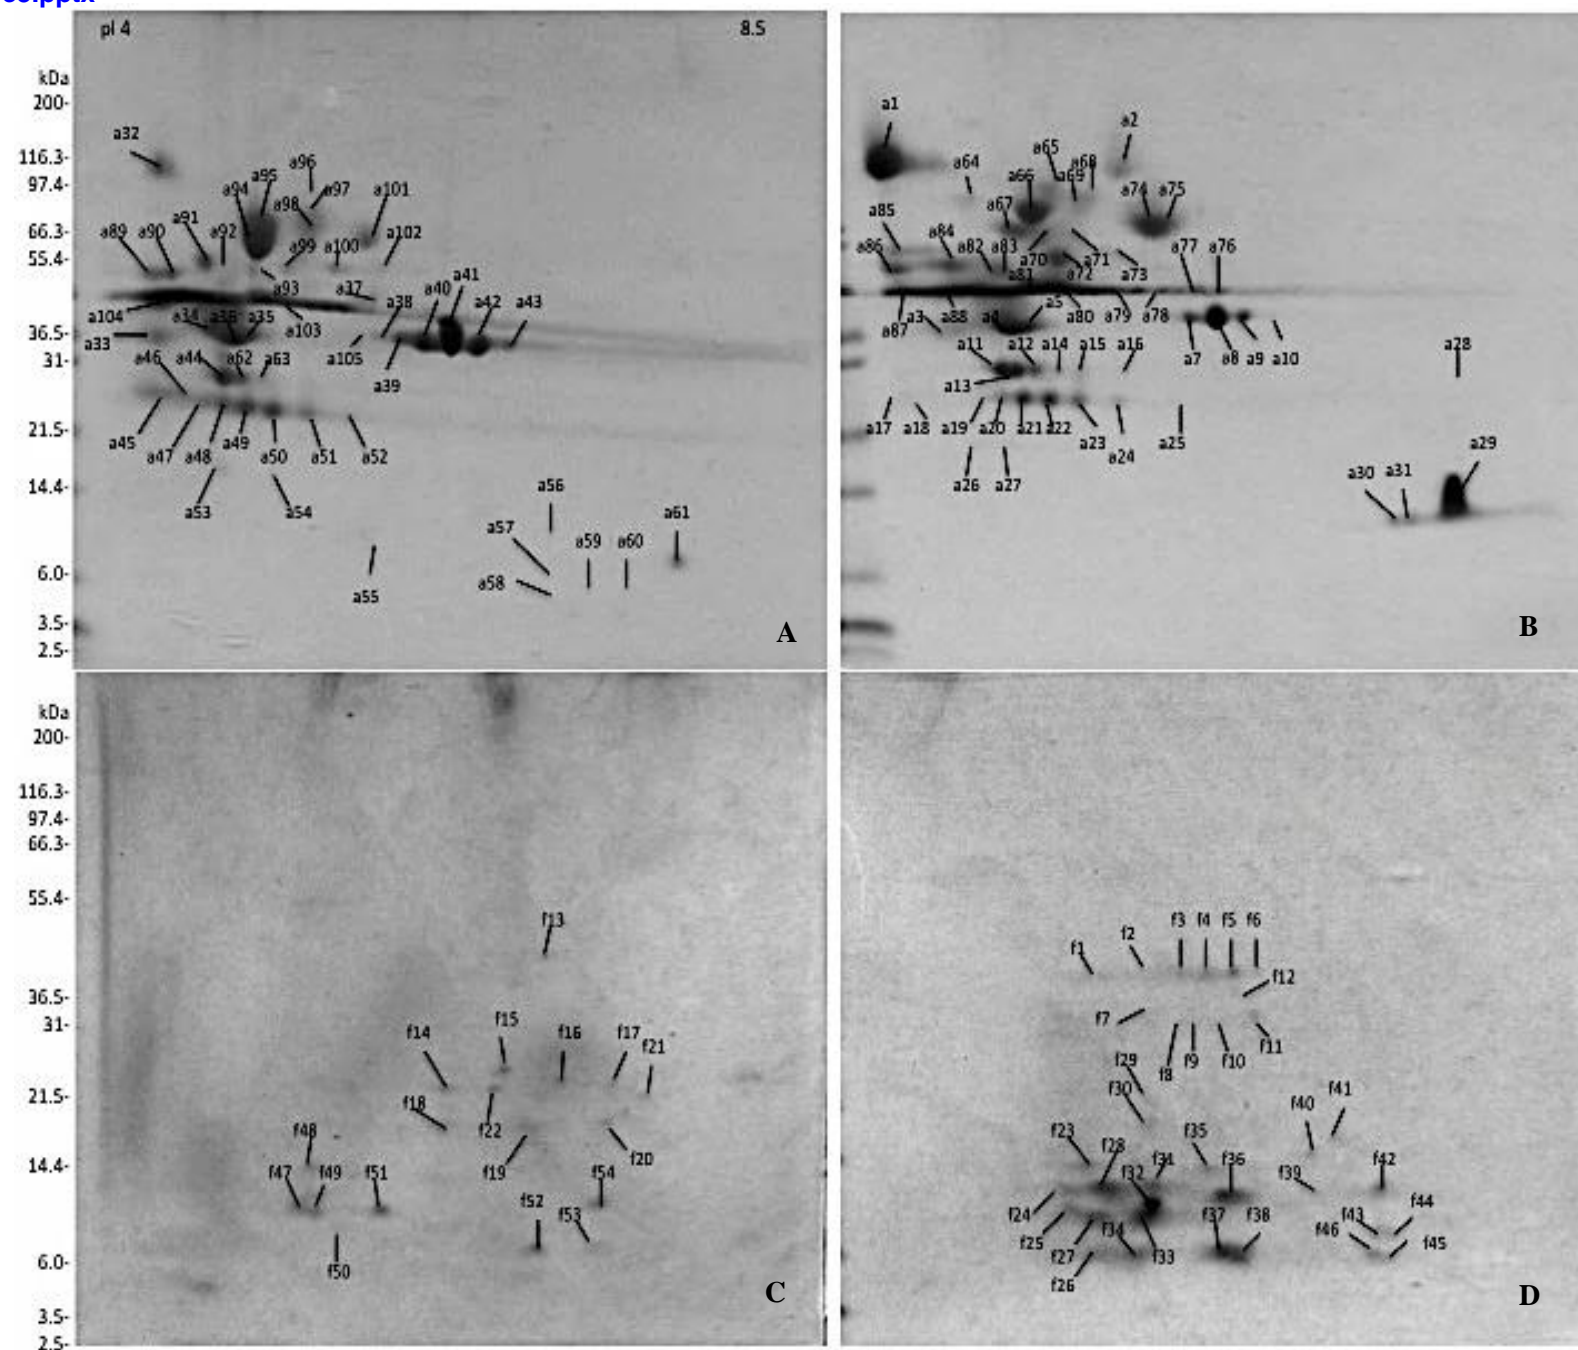 ss.pptx
pI 4 8.5
kDa
200-
116.3-
97.4-
66.3-
55.4-
36.5-
31-
21.5-
14.4-
6.0-
3.5-
2.5-
a32
a96
a95
a94 a97 a101
a98
a91
a89 a90 a92 a102
a99 a100
a41
a93 a37 a40
a38 a42 a43
a104 a34 a36 a35
a103
a33 a105
a46 a44 a62 a63
a39
a45 a49
a47 a48 a50 a51 a52
a56
a53 a54 a61
a57
a59 a60
a58
a55
A
a1
a2
a65
a64 a68
a66 a69
a74 a75
a85 a67
a84
a86 a82 a83 a77 a76
a70 a71
a81 a72 a73
a5
a3 a4 a80 a79 a78
a87 a88
a11 a12 a14 a15 a16 a7 a8 a9 a10 a28
a13
a17 a18 a19 a20 a21 a22
a23 a25
a24 a29
a30 a31
a26 a27
B
kDa
200-
116.3-
97.4-
66.3-
55.4-
36.5-
31-
21.5-
14.4-
6.0-
3.5-
2.5-
f13
f15
f14 f16 f17
f21
f18
f48 f22
f20
f47 f49 f51 f19 f54
f52
f53
f50
C
f3 f4 f5 f6
f2
f1
f12
f7
f11
f29 f9 f10
f8
f30 f41
f40
f23 f35
f28 f31 f36 f42
f32 f39
f44
f24 f37 f38 f43
f34 f46
f25 f45
f27 f33
f26
D